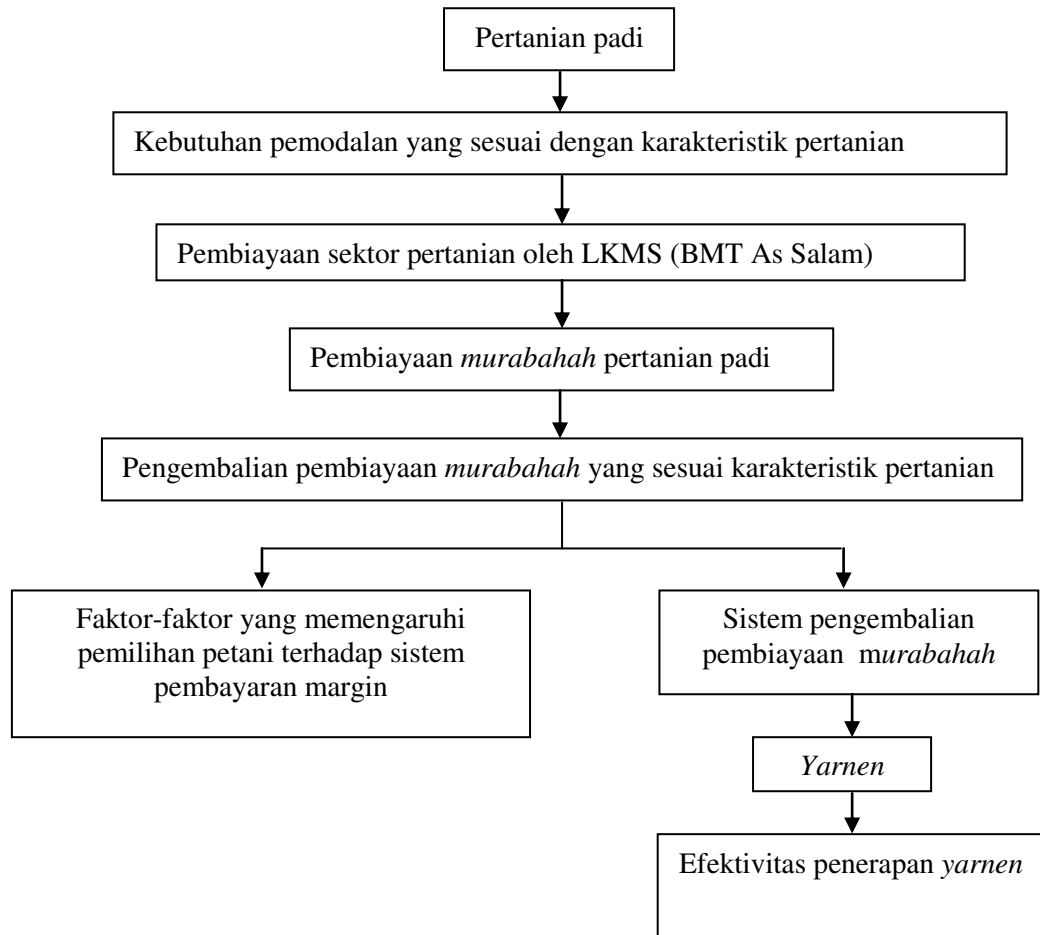 Pertanian padi
Kebutuhan pemodalan yang sesuai dengan karakteristik pertanian
Pembiayaan sektor pertanian oleh LKMS (BMT As Salam)
Pembiayaan murabahah pertanian padi
Pengembalian pembiayaan murabahah yang sesuai karakteristik pertanian
Faktor-faktor yang memengaruhi
pemilihan petani terhadap sistem
pembayaran margin
Sistem pengembalian
pembiayaan murabahah
Yarnen
Efektivitas penerapan yarnen